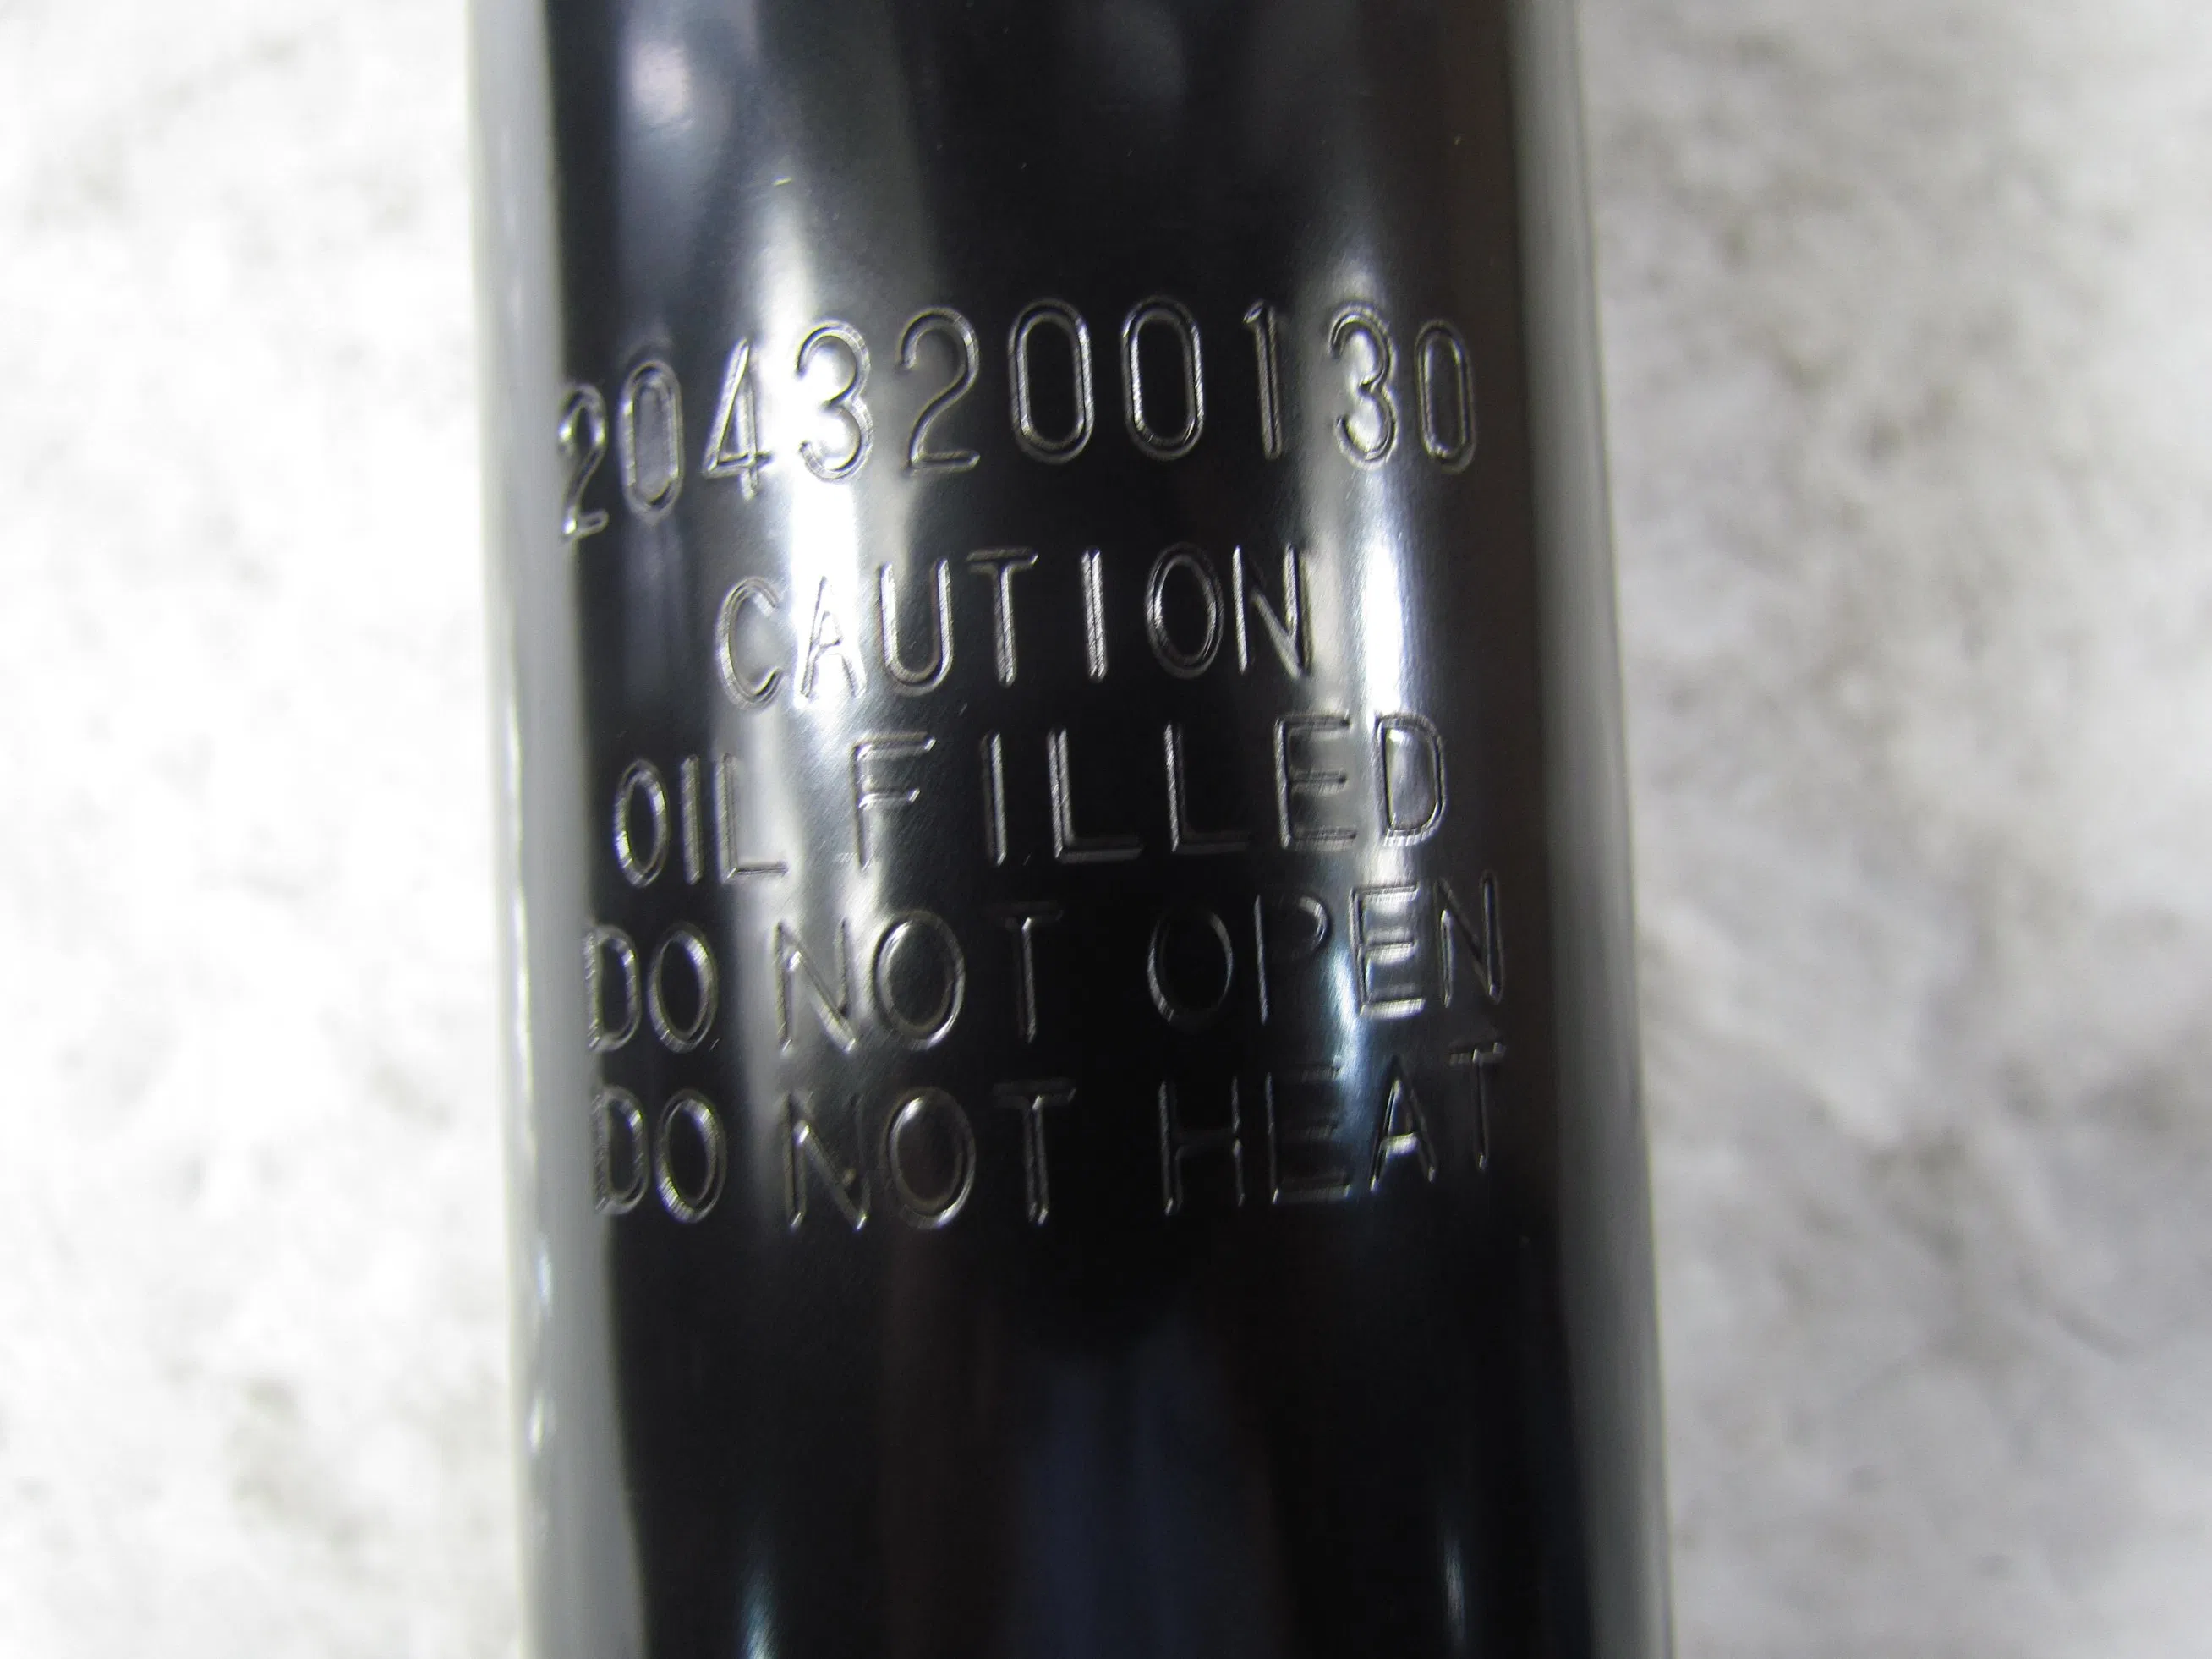 2043200130
CAUTION
OIL FILLED
DO NOT OPEN
DO NOT HEAT